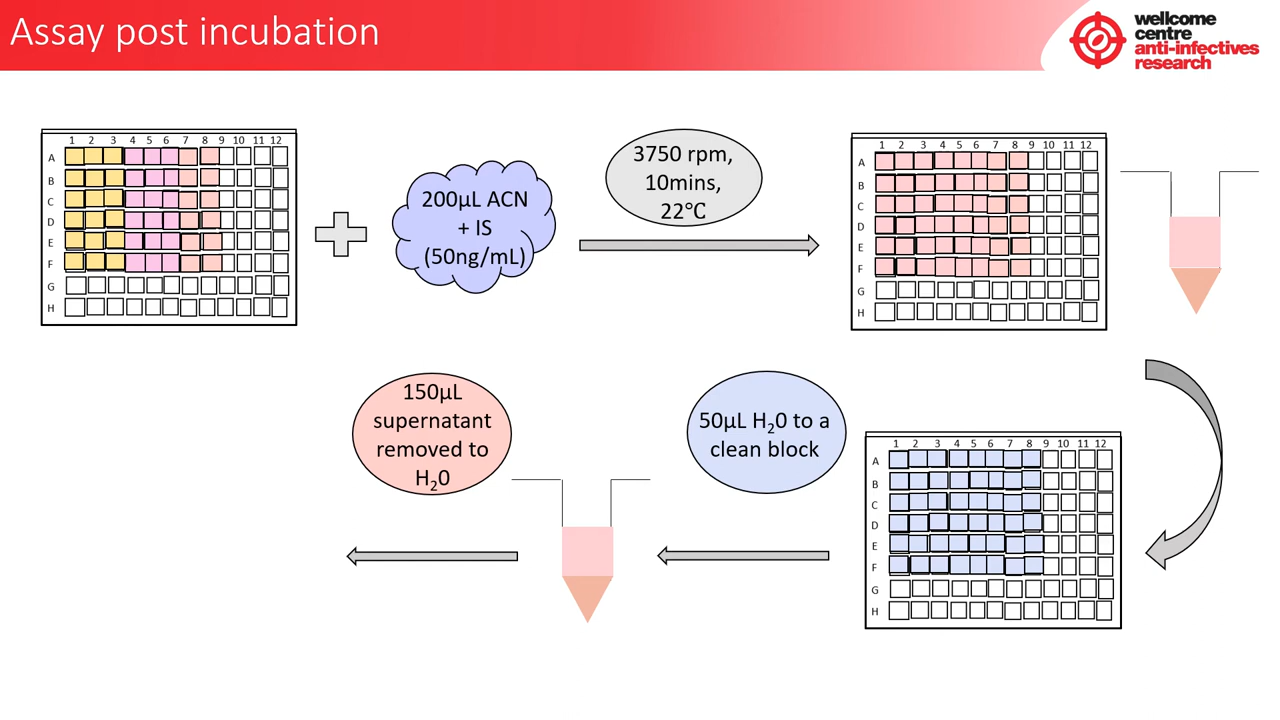 Assay post incubation
wellcome
centre
anti-infectives
research
1 2 3 4 5 6 7 8 9 10 11 12
A
B
C
D
E
F
G
H
200µL ACN
+ IS
(50ng/mL)
3750 rpm,
10mins,
22℃
1 2 3 4 5 6 7 8 9 10 11 12
A
B
C
D
E
F
G
H
150µL
supernatant
removed to
H₂0
50µL H₂0 to a
clean block
1 2 3 4 5 6 7 8 9 10 11 12
A
B
C
D
E
F
G
H